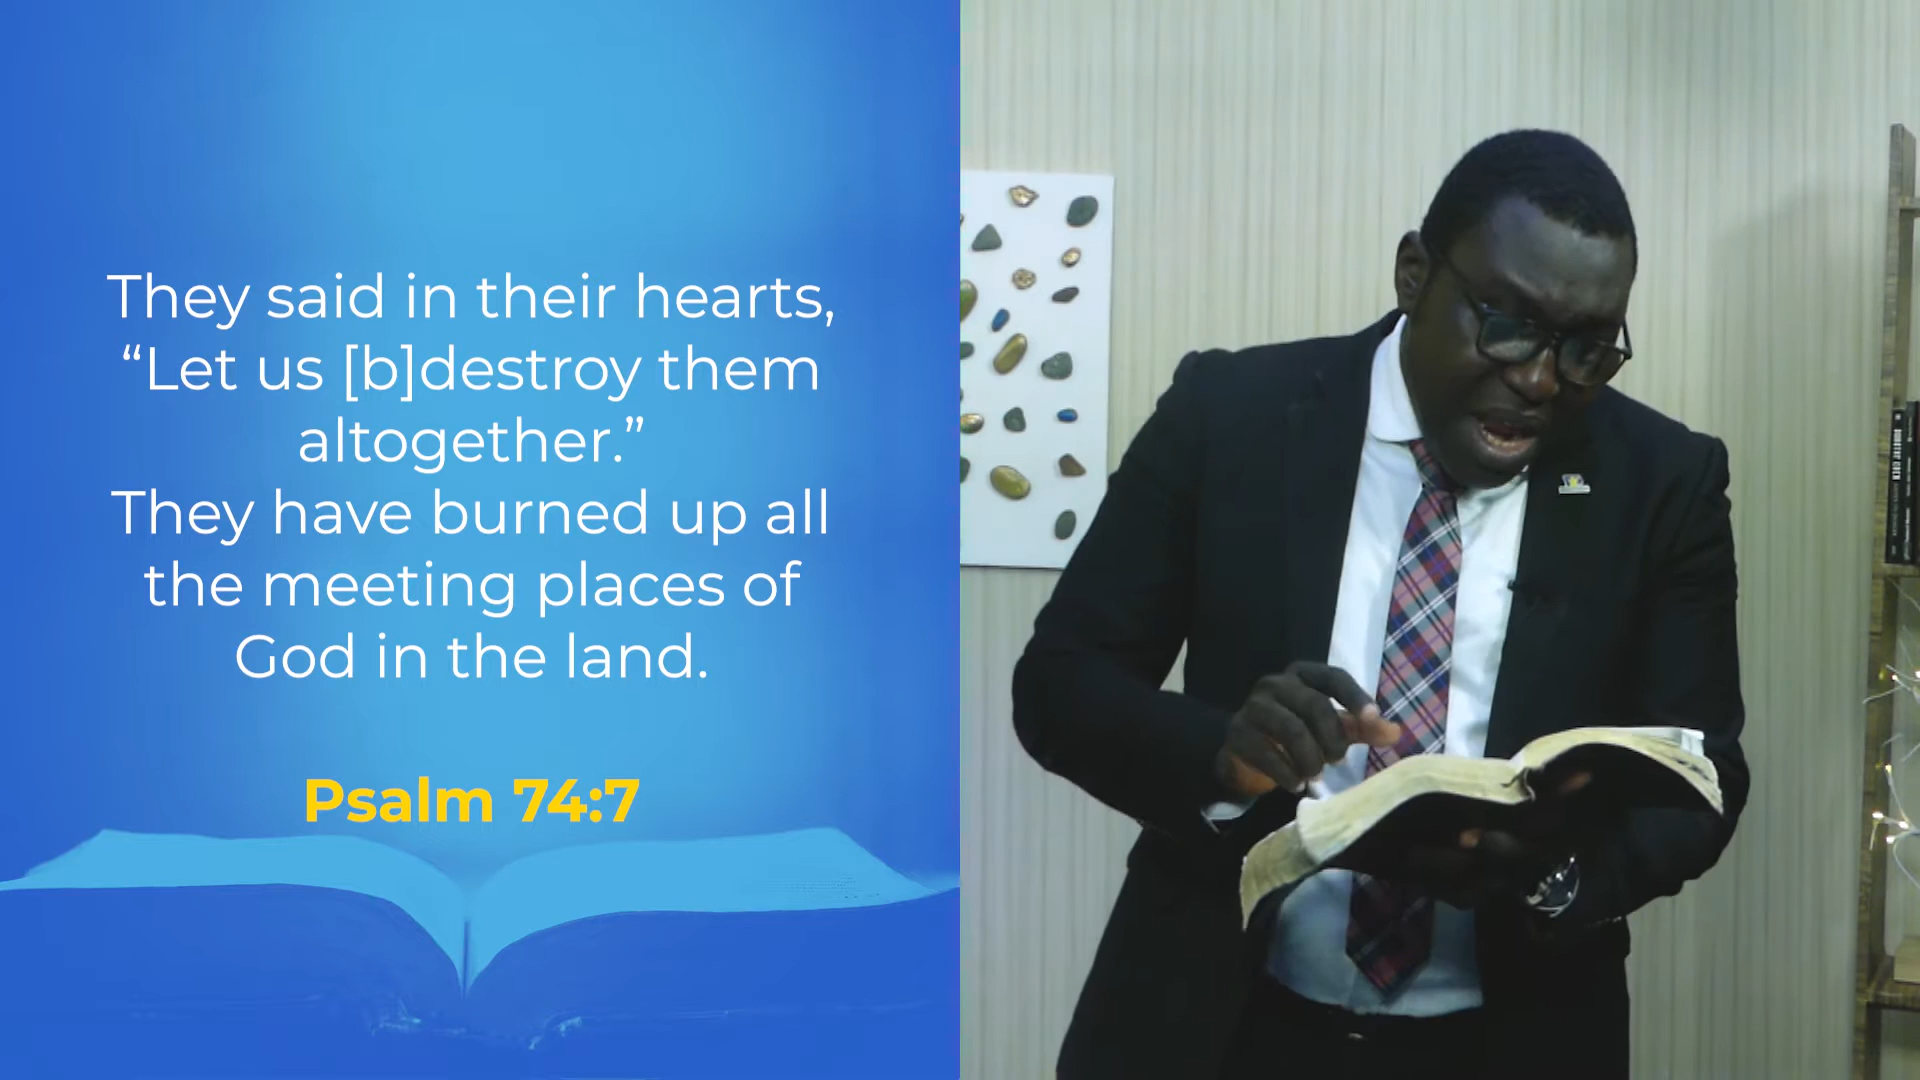 They said in their hearts,
“Let us [b]destroy them
altogether.”
They have burned up all
the meeting places of
God in the land.
Psalm 74:7